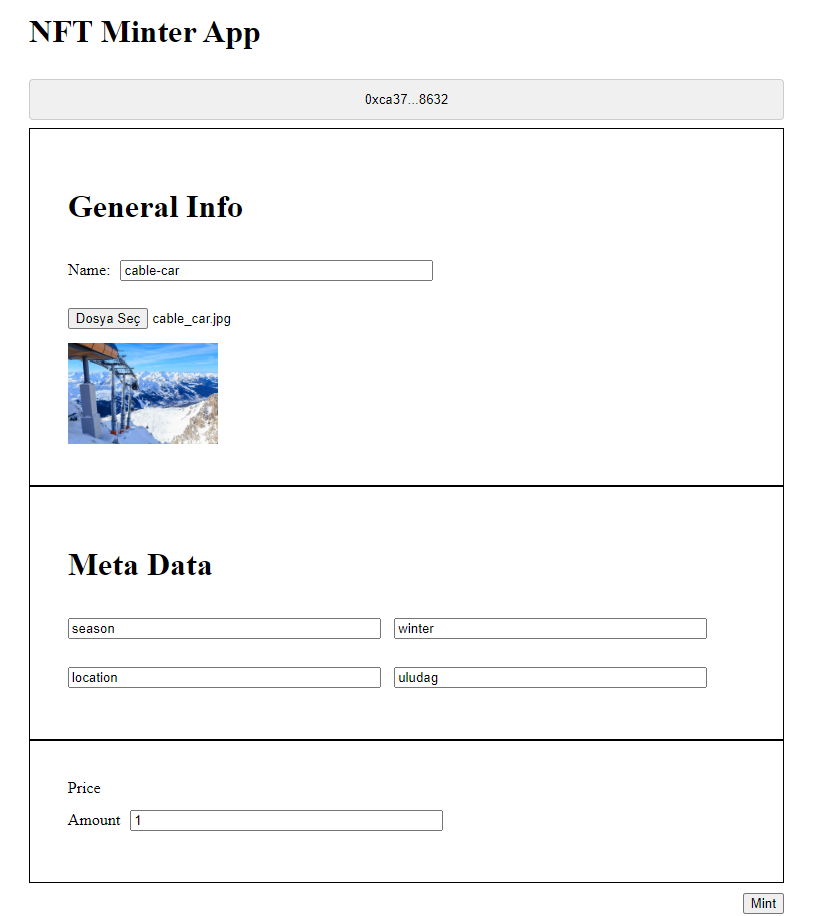 NFT Minter App
0xca37...8632
General Info
Name: cable-car
Dosya Seç cable_car.jpg
Meta Data
season winter
location uludag
Price
Amount 1
Mint